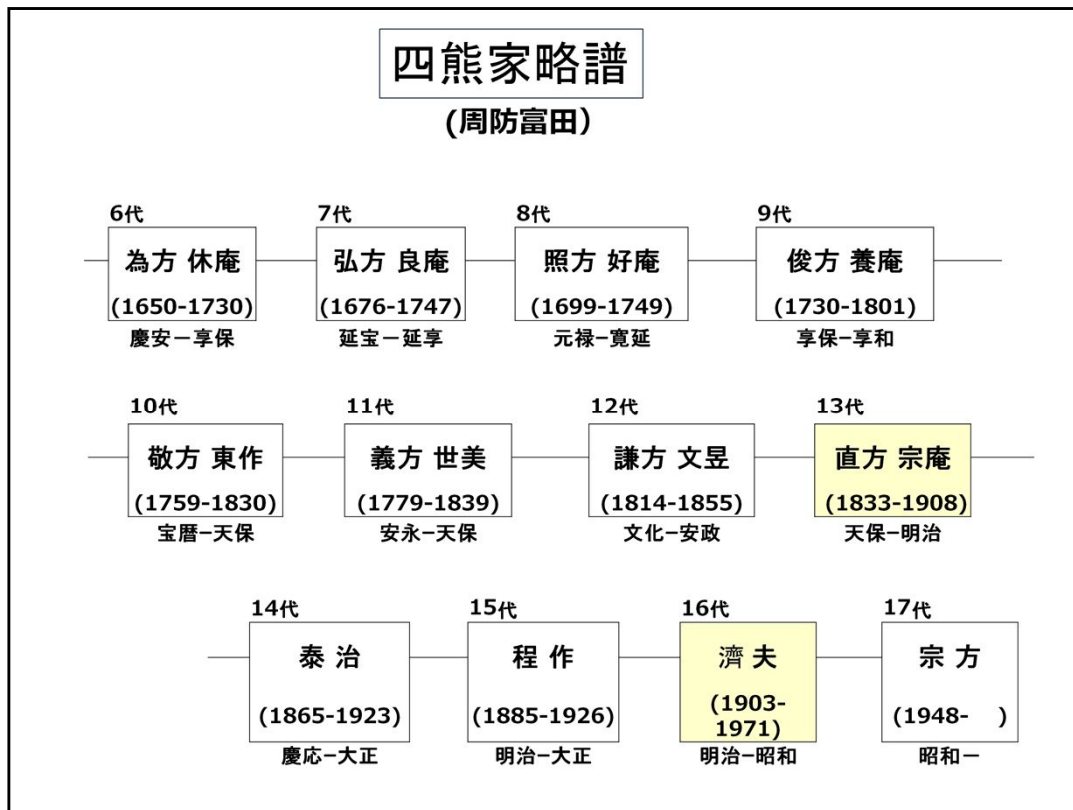 四熊家略譜
(周防富田）
6代
為方 休庵
(1650-1730)
慶安－享保
7代
弘方 良庵
(1676-1747)
延宝－延享
8代
照方 好庵
(1699-1749)
元禄−寛延
9代
俊方 養庵
(1730-1801)
享保−享和
10代
敬方 東作
(1759-1830)
宝暦−天保
11代
義方 世美
(1779-1839)
安永−天保
12代
謙方 文昱
(1814-1855)
文化−安政
13代
直方 宗庵
(1833-1908)
天保−明治
14代
泰 治
(1865-1923)
慶応−大正
15代
程 作
(1885-1926)
明治−大正
16代
濟 夫
(1903-
1971)
明治−昭和
17代
宗 方
(1948-　)
昭和－